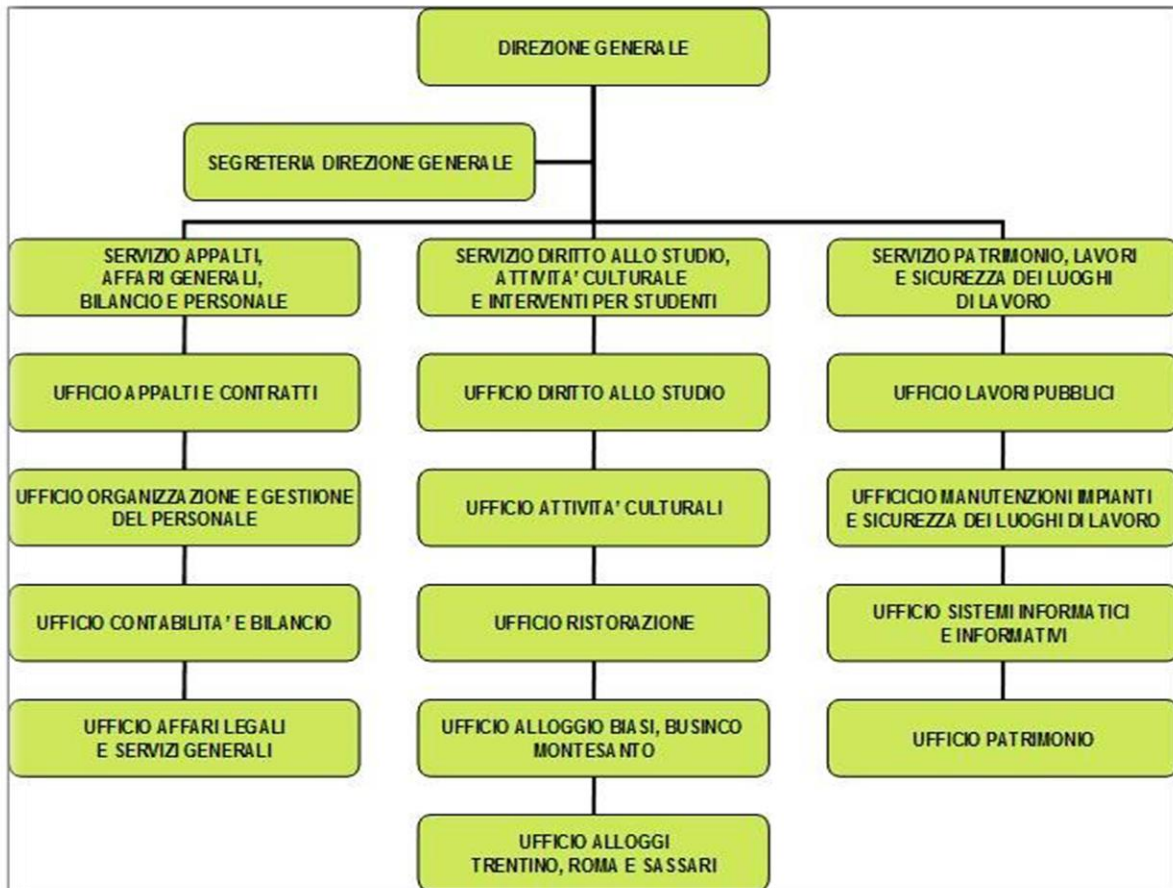 DIREZIONE GENERALE
SEGRETERIA DIREZIONE GENERALE
SERVIZIO APPALTI,
AFFARI GENERALI,
BILANCIO E PERSONALE
UFFICIO APPALTI E CONTRATTI
UFFICIO ORGANIZZAZIONE E GESTIIONE
DEL PERSONALE
UFFICIO CONTABILITA' E BILANCIO
UFFICIO AFFARI LEGALI
E SERVIZI GENERALI
SERVIZIO DIRITTO ALLO STUDIO,
ATTIVITA' CULTURALE
E INTERVENTI PER STUDENTI
UFFICIO DIRITTO ALLO STUDIO
UFFICIO ATTIVITA' CULTURALI
UFFICIO RISTORAZIONE
UFFICIO ALLOGGIO BIASI, BUSINCO
MONTESANTO
UFFICIO ALLOGGI
TRENTINO, ROMA E SASSARI
SERVIZIO PATRIMONIO, LAVORI
E SICUREZZA DEI LUOGHI
DI LAVORO
UFFICIO LAVORI PUBBLICI
UFFICICIO MANUTENZIONI IMPIANTI
E SICUREZZA DEI LUOGHI DI LAVORO
UFFICIO SISTEMI INFORMATICI
E INFORMATIVI
UFFICIO PATRIMONIO